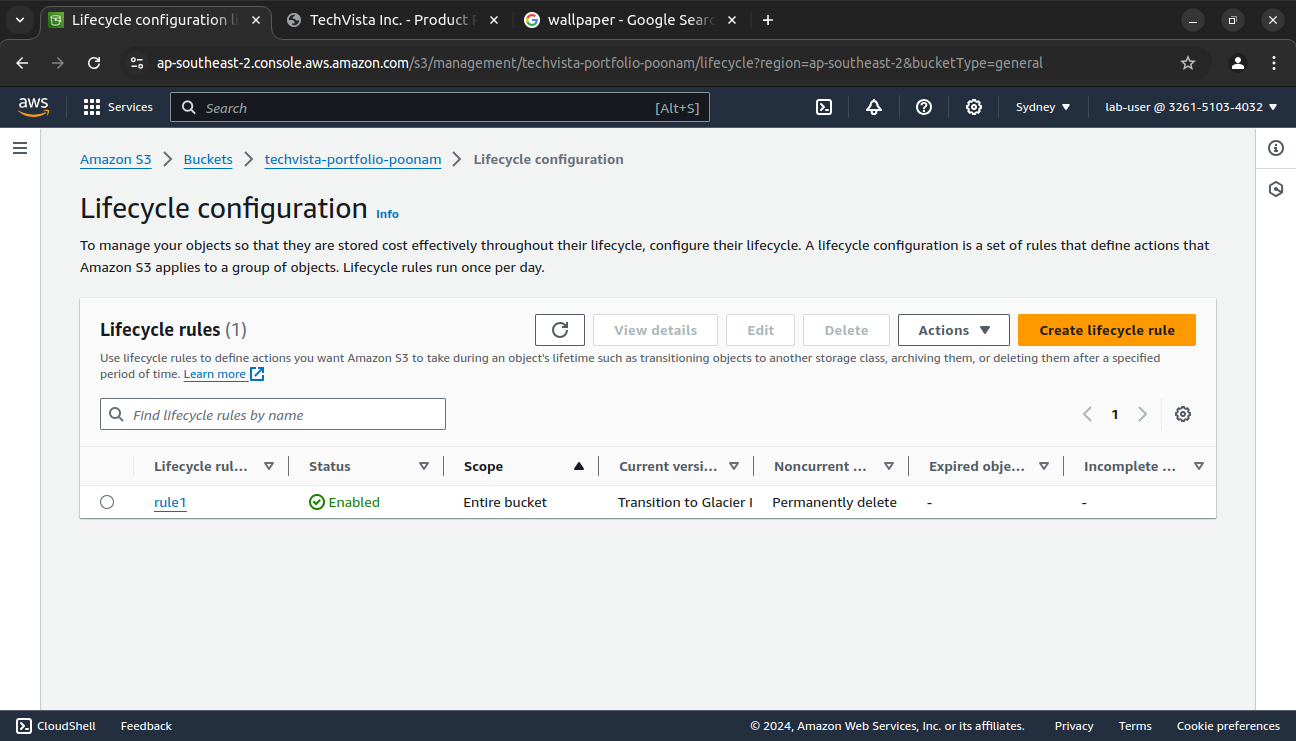 Lifecycle configuration
TechVista Inc. - Product
wallpaper - Google Searc
ap-southeast-2.console.aws.amazon.com/s3/management/techvista-portfolio-poonam/lifecycle?region=ap-southeast-2&bucketType=general
aws Services Search [Alt+S] Sydney lab-user @ 3261-5103-4032
Amazon S3 Buckets techvista-portfolio-poonam Lifecycle configuration
Lifecycle configuration Info
To manage your objects so that they are stored cost effectively throughout their lifecycle, configure their lifecycle. A lifecycle configuration is a set of rules that define actions that
Amazon S3 applies to a group of objects. Lifecycle rules run once per day.
Lifecycle rules (1) View details Edit Delete Actions Create lifecycle rule
Use lifecycle rules to define actions you want Amazon S3 to take during an object's lifetime such as transitioning objects to another storage class, archiving them, or deleting them after a specified
period of time. Learn more
Find lifecycle rules by name 1
Lifecycle rul... Status Scope Current versi... Noncurrent ... Expired obje... Incomplete ...
rule1 Enabled Entire bucket Transition to Glacier I Permanently delete - -
CloudShell Feedback © 2024, Amazon Web Services, Inc. or its affiliates. Privacy Terms Cookie preferences